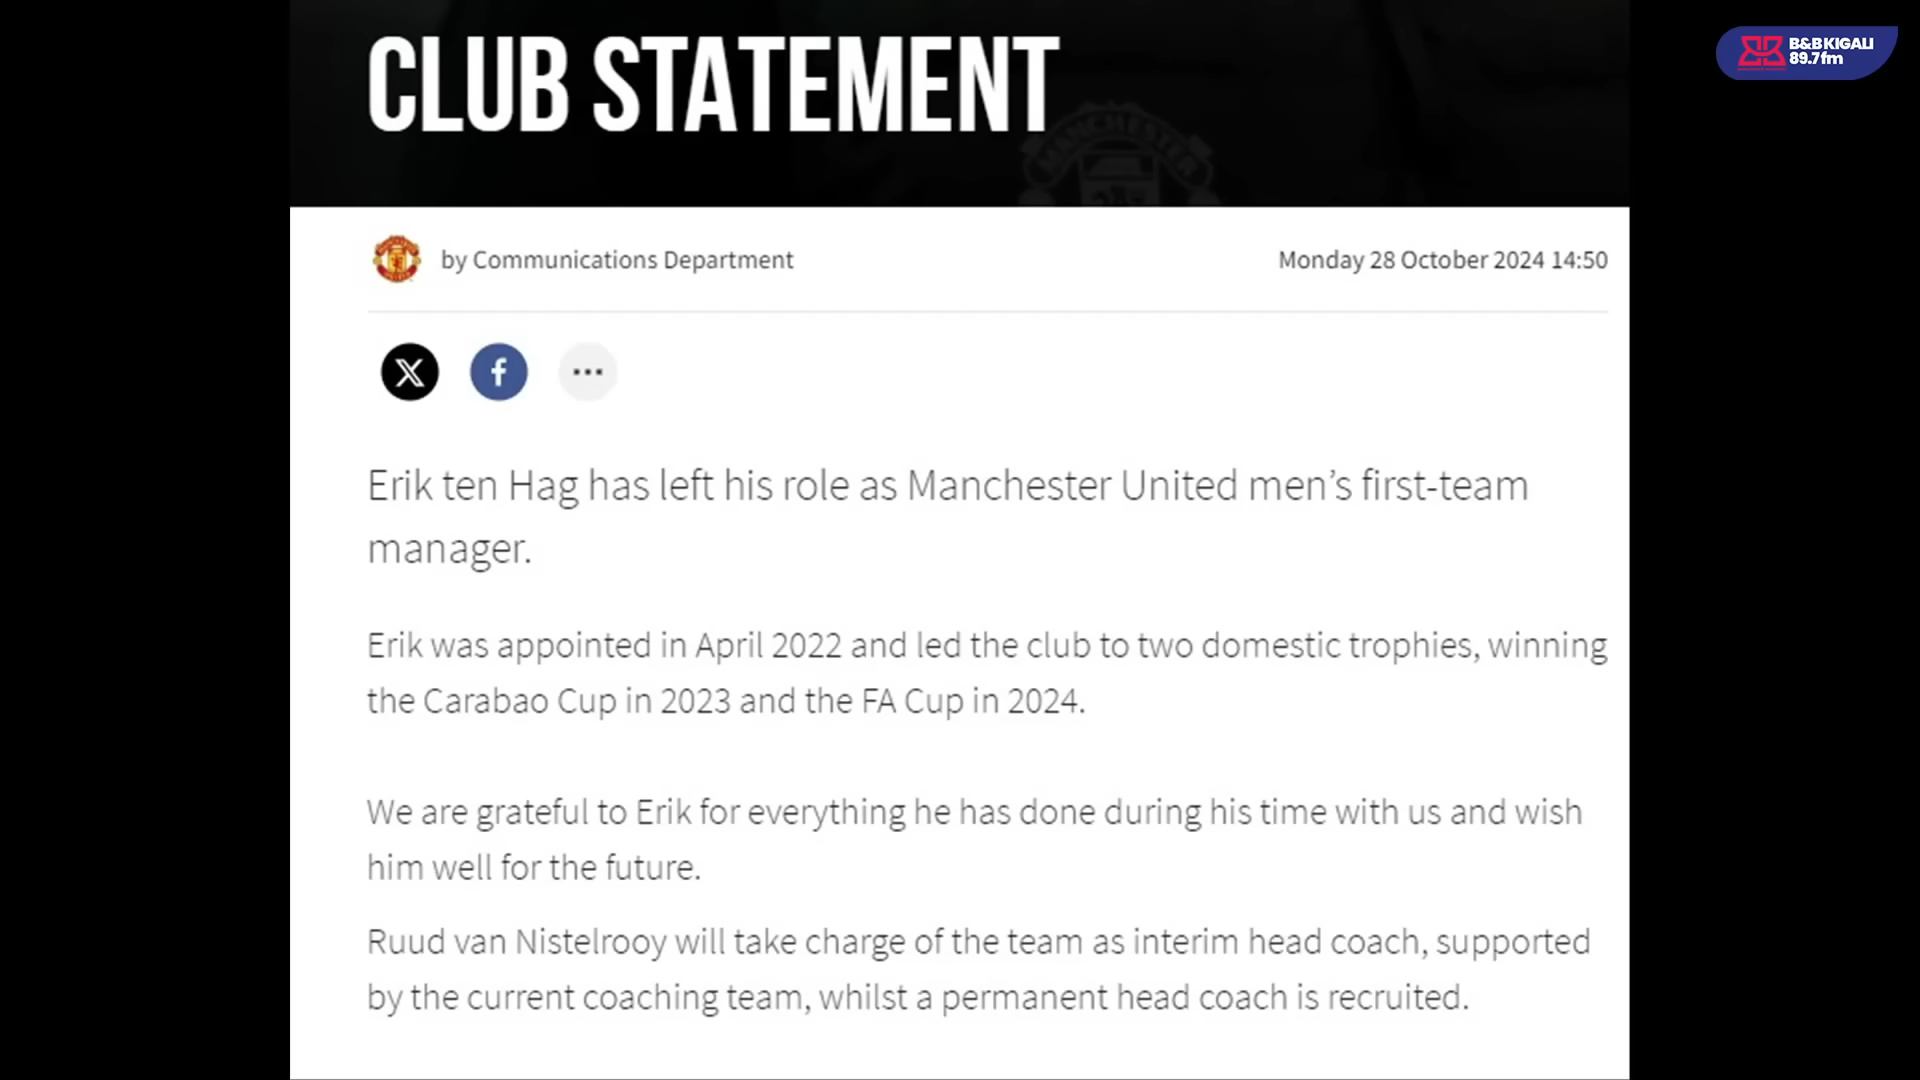 CLUB STATEMENT
B&B KIGALI
89.7fm
MANCHESTER
by Communications Department
Monday 28 October 2024 14:50
Erik ten Hag has left his role as Manchester United men’s first-team
manager.
Erik was appointed in April 2022 and led the club to two domestic trophies, winning
the Carabao Cup in 2023 and the FA Cup in 2024.
We are grateful to Erik for everything he has done during his time with us and wish
him well for the future.
Ruud van Nistelrooy will take charge of the team as interim head coach, supported
by the current coaching team, whilst a permanent head coach is recruited.